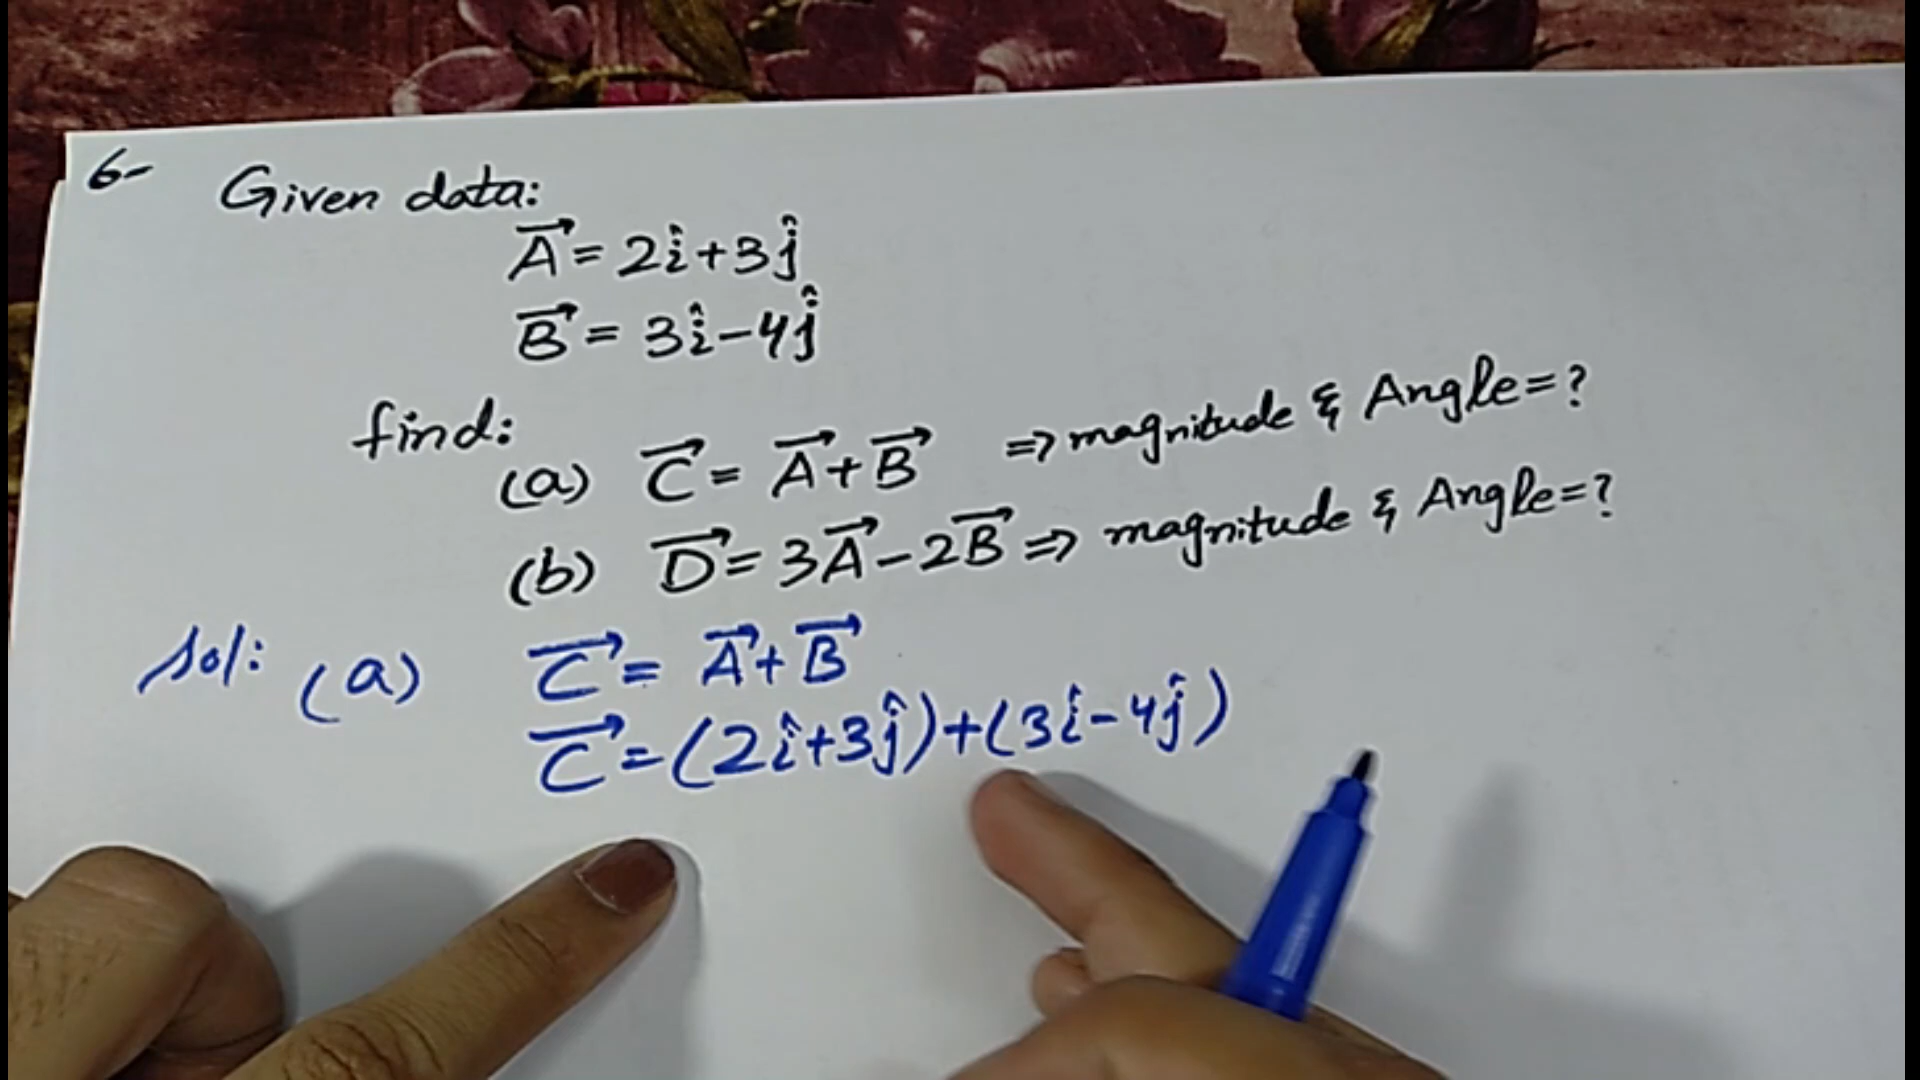 6- Given data:
A⃗ = 2î+3ĵ
B⃗ = 3î-4ĵ
find:
(a) C⃗ = A⃗+B⃗ => magnitude & Angle=?
(b) D⃗ = 3A⃗-2B⃗ => magnitude & Angle=?
Sol: (a) C⃗ = A⃗+B⃗
C⃗ = (2î+3ĵ)+(3î-4ĵ)